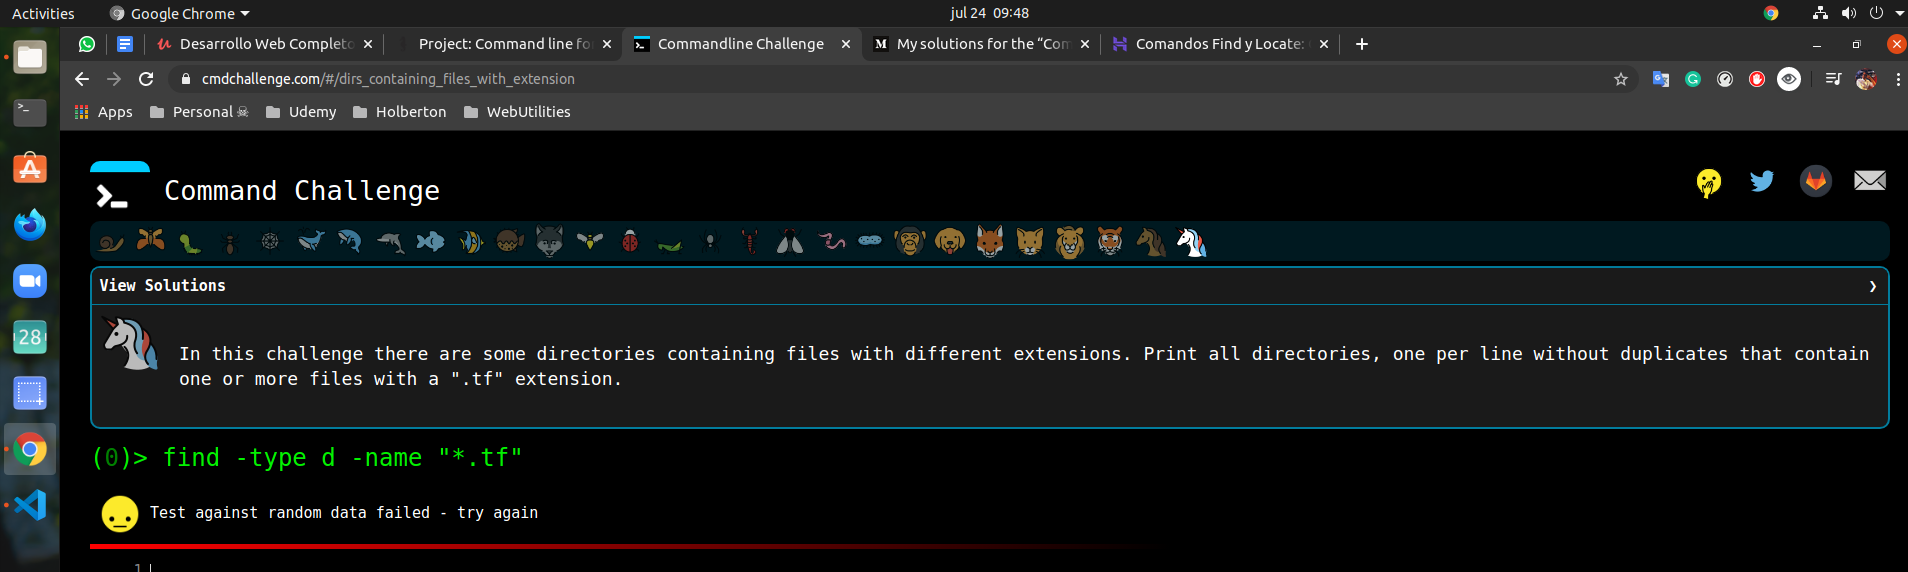 Activities
Google Chrome
jul 24 09:48
Desarrollo Web Completo
Project: Command line fo
Commandline Challenge
My solutions for the “Com
Comandos Find y Locate:
cmdchallenge.com/#/dirs_containing_files_with_extension
Apps
Personal ☠
Udemy
Holberton
WebUtilities
Command Challenge
View Solutions
In this challenge there are some directories containing files with different extensions. Print all directories, one per line without duplicates that contain
one or more files with a ".tf" extension.
(0)> find -type d -name "*.tf"
28
Test against random data failed - try again
1